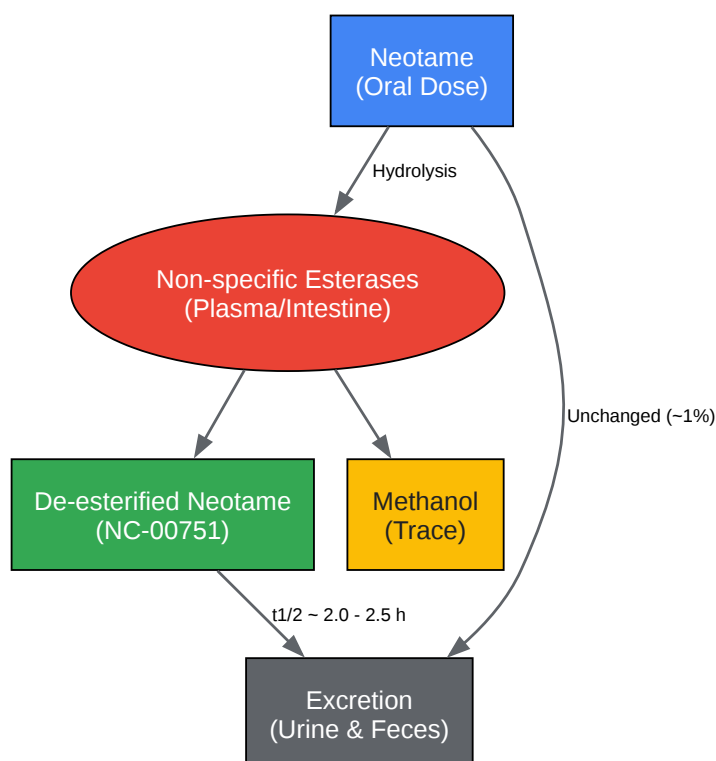 Neotame
(Oral Dose)
Hydrolysis
Non-specific Esterases
(Plasma/Intestine)
Unchanged (~1%)
De-esterified Neotame
(NC-00751)
Methanol
(Trace)
t1/2 ~ 2.0 - 2.5 h
Excretion
(Urine & Feces)